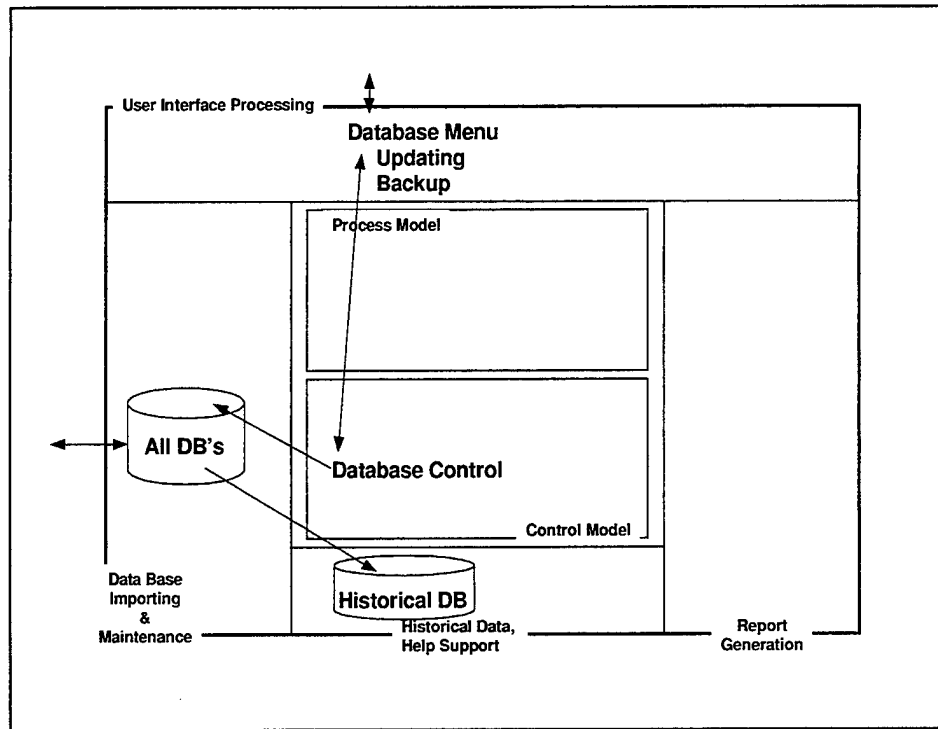 User Interface Processing
Database Menu
Updating
Backup
Process Model
All DB's
Database Control
Control Model
Data Base
Importing
&
Maintenance
Historical DB
Historical Data,
Help Support
Report
Generation